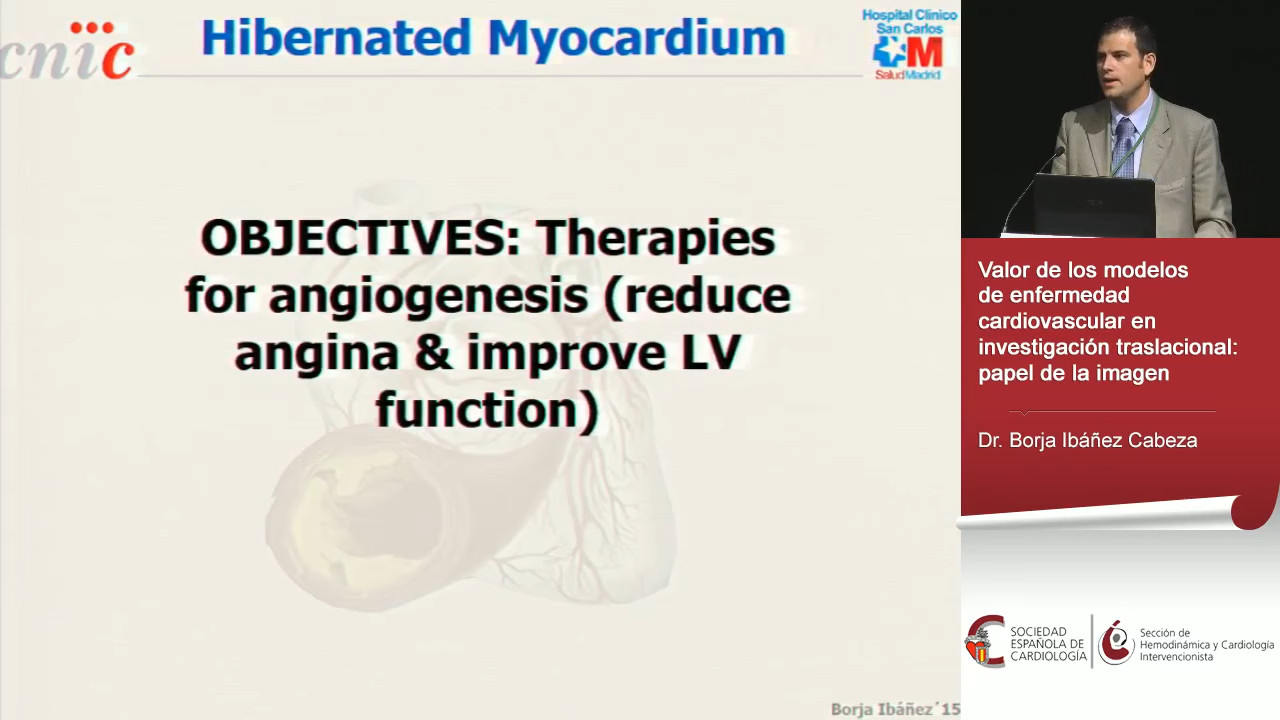 cnic
Hibernated Myocardium
Hospital Clínico
San Carlos
M
SaludMadrid
OBJECTIVES: Therapies
for angiogenesis (reduce
angina & improve LV
function)
Borja Ibáñez´15
Valor de los modelos
de enfermedad
cardiovascular en
investigación traslacional:
papel de la imagen
Dr. Borja Ibáñez Cabeza
SOCIEDAD
ESPAÑOLA DE
CARDIOLOGÍA
Sección de
Hemodinámica y Cardiología
Intervencionista